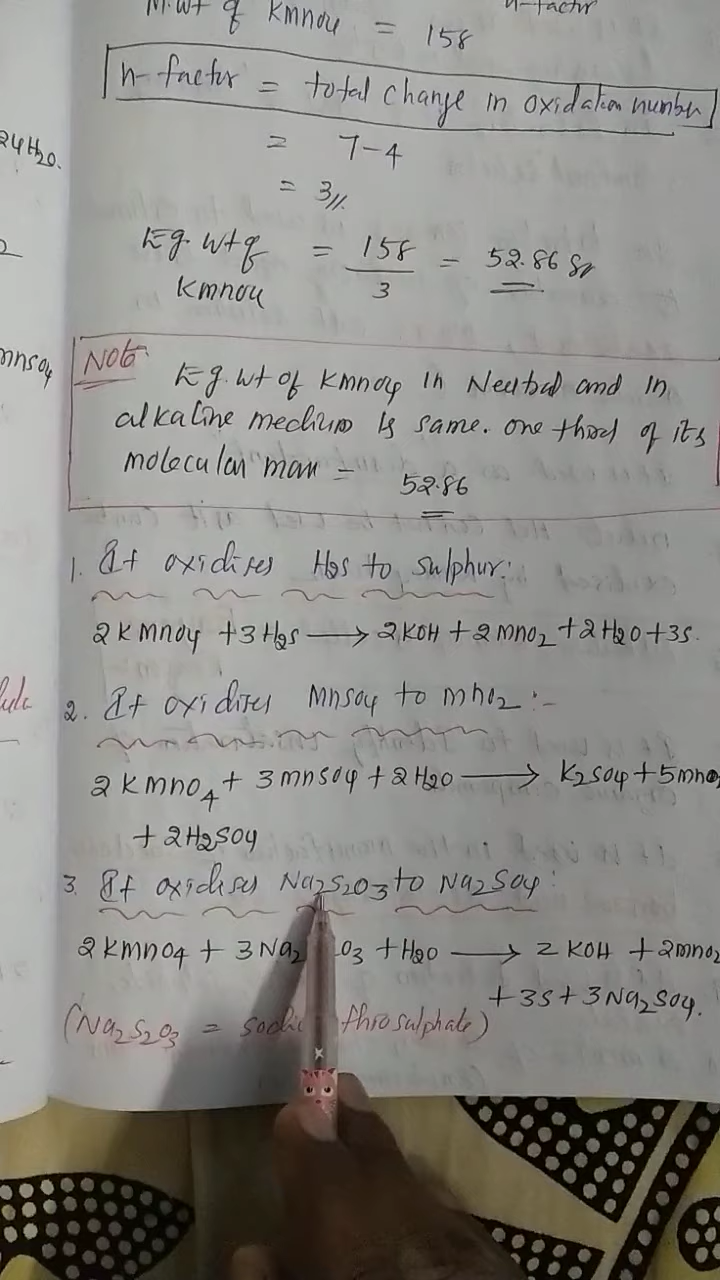 M. wt of kmno4 = 158
n-factor
n-factor = total change in oxidation number
24H2O.
= 7-4
= 3//
Eq. wt of kmno4 = 158/3 = 52.86 gr
mnso4
Note: Eq. wt of kmno4 in Neutral and in
alkaline medium is same. one third of its
molecular mass = 52.86
1. It oxidises H2S to sulphur:
2kmno4 + 3H2S ⟶ 2KOH + 2mno2 + 2H2O + 3S.
2. It oxidises mnso4 to mno2 :-
2kmno4 + 3mnso4 + 2H2O ⟶ K2SO4 + 5mno2
+ 2H2SO4
3. It oxidises Na2S2O3 to Na2SO4:
2kmno4 + 3Na2 O3 + H2O ⟶ 2KOH + 2mno2
+ 3S + 3Na2SO4.
(Na2S2O3 = sodi thiosulphate)